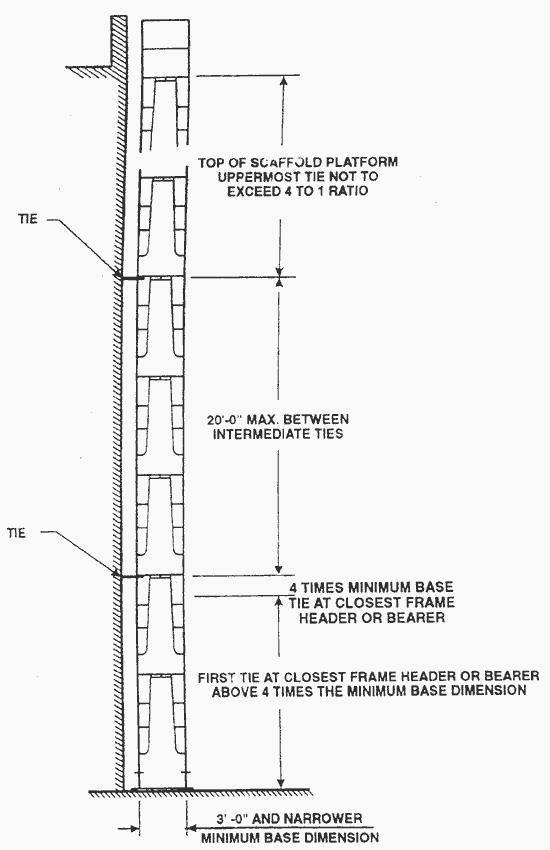 TOP OF SCAFFOLD PLATFORM
UPPERMOST TIE NOT TO
EXCEED 4 TO 1 RATIO
TIE
20'-0" MAX. BETWEEN
INTERMEDIATE TIES
TIE
4 TIMES MINIMUM BASE
TIE AT CLOSEST FRAME
HEADER OR BEARER
FIRST TIE AT CLOSEST FRAME HEADER OR BEARER
ABOVE 4 TIMES THE MINIMUM BASE DIMENSION
3' -0" AND NARROWER
MINIMUM BASE DIMENSION